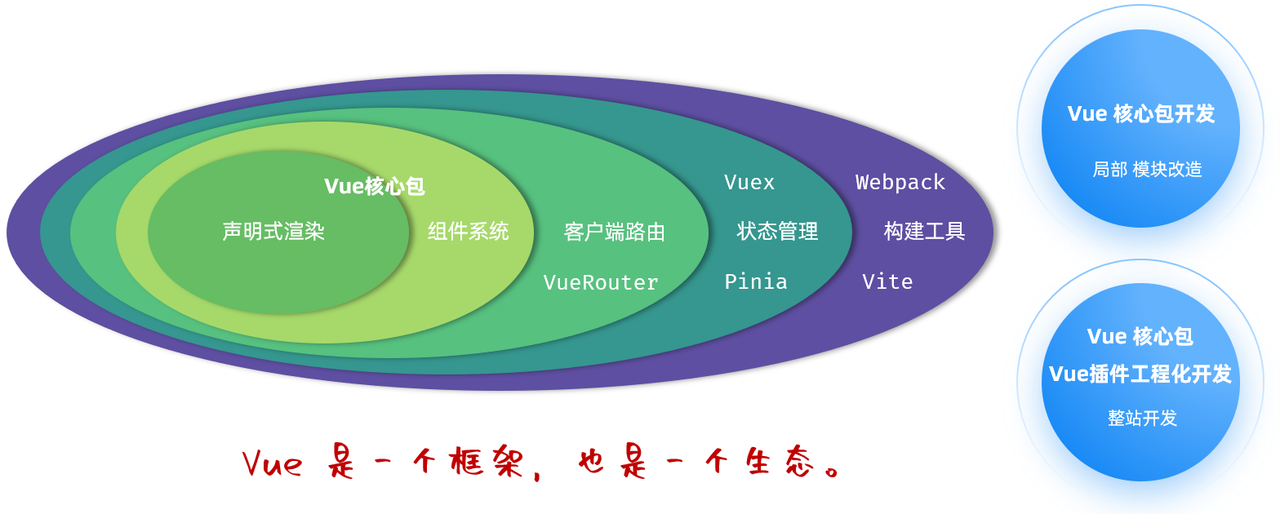 Vue核心包
声明式渲染
组件系统
客户端路由
VueRouter
Vuex
状态管理
Pinia
Webpack
构建工具
Vite
Vue 核心包开发
局部 模块改造
Vue 核心包
Vue插件工程化开发
整站开发
Vue 是一个框架，也是一个生态。